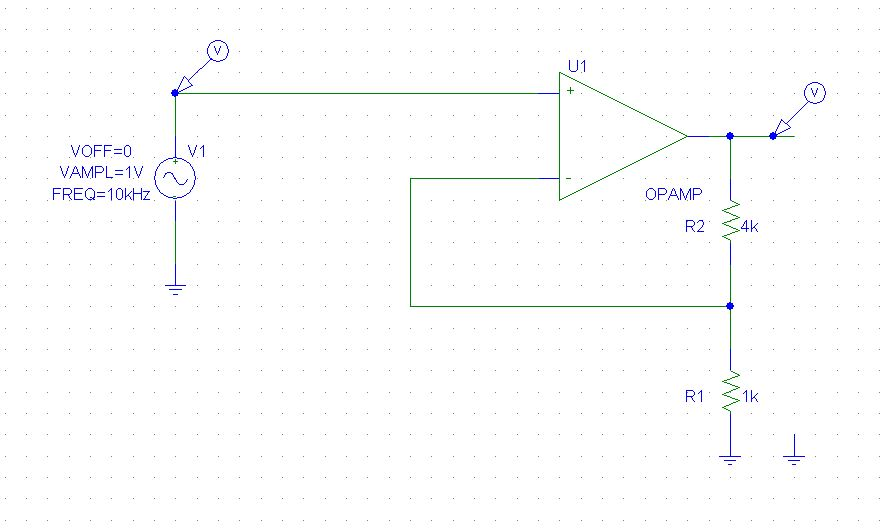 V
U1
V
+
VOFF=0
V1
VAMPL=1V
FREQ=10kHz
+
-
-
OPAMP
R2
4k
R1
1k